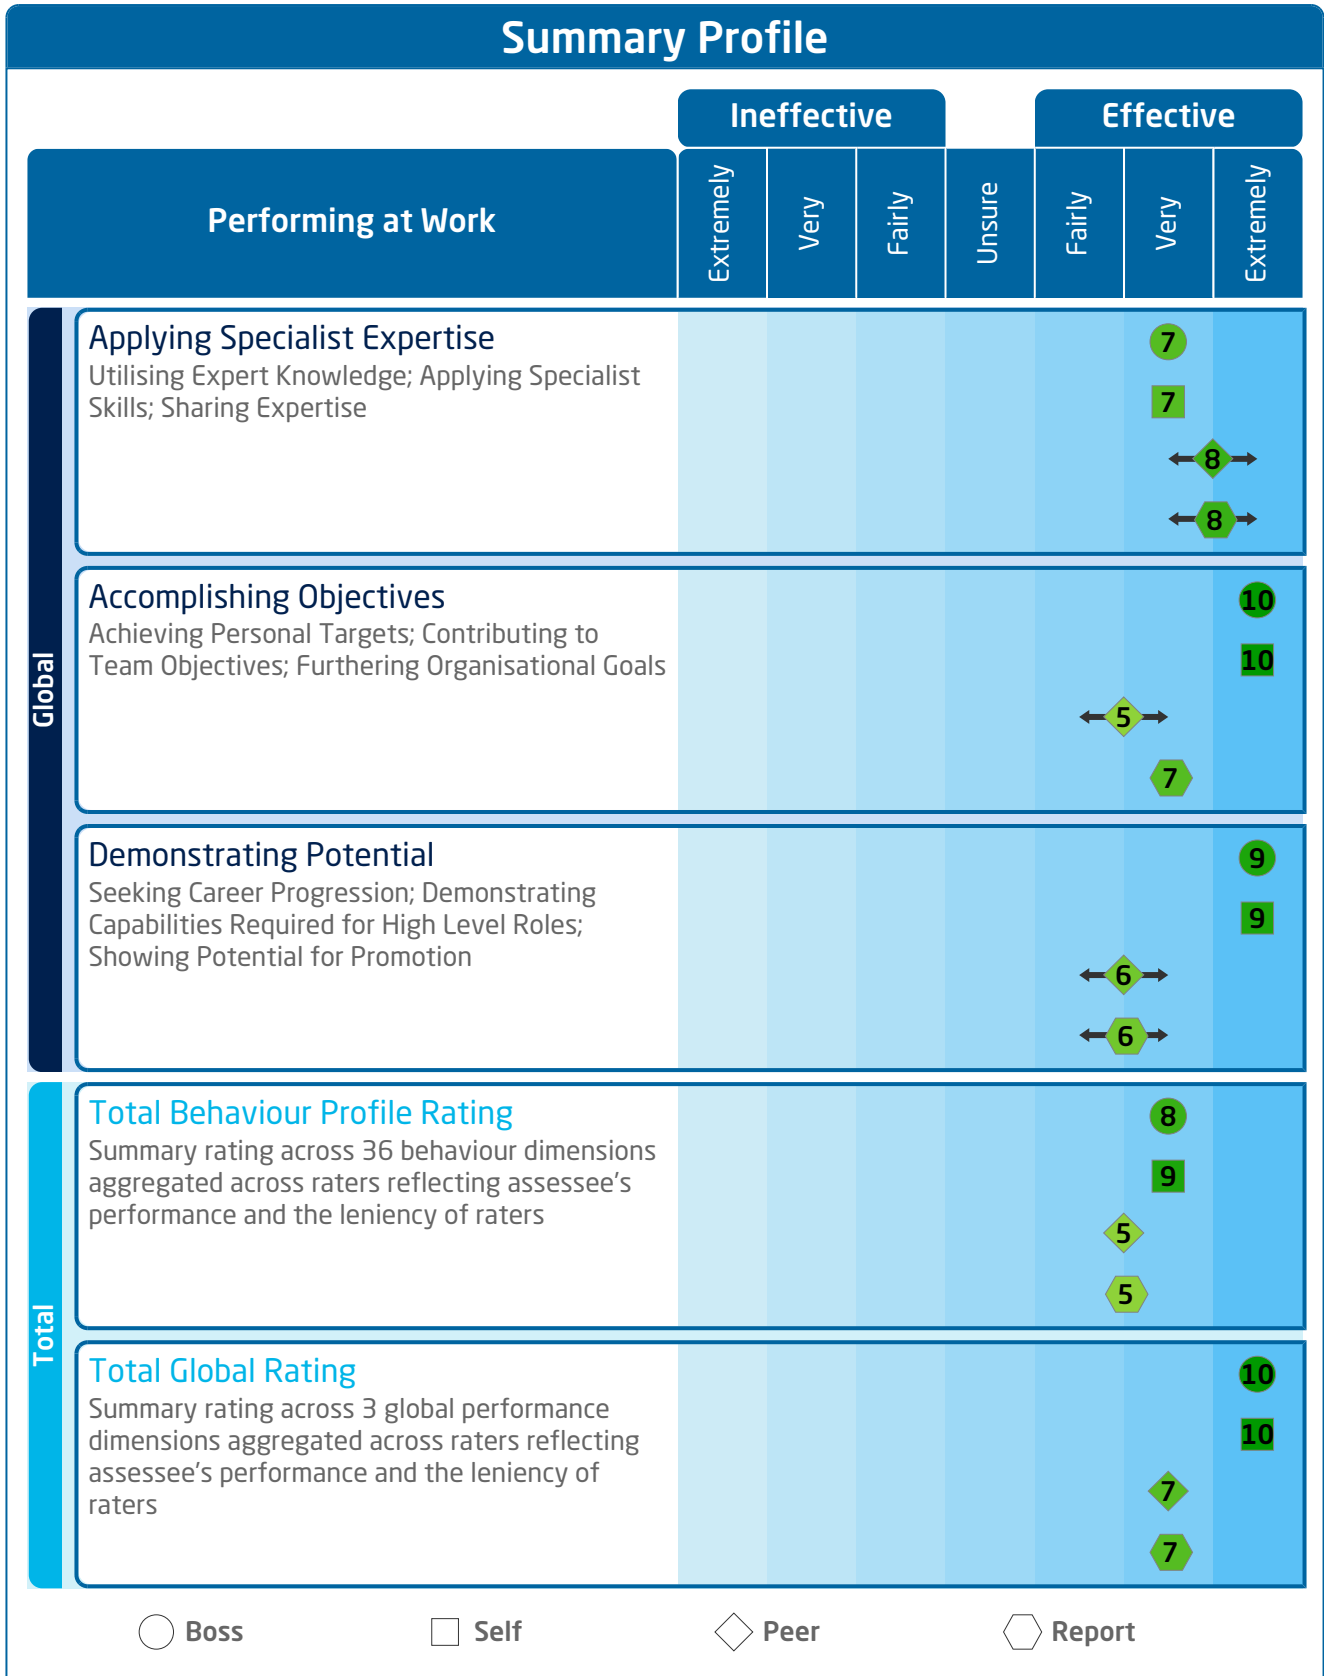 Summary Profile
Ineffective
Effective
Performing at Work
Extremely
Very
Fairly
Unsure
Fairly
Very
Extremely
Global
Applying Specialist Expertise
Utilising Expert Knowledge; Applying Specialist
Skills; Sharing Expertise
7
7
8
8
Accomplishing Objectives
Achieving Personal Targets; Contributing to
Team Objectives; Furthering Organisational Goals
10
10
5
7
Demonstrating Potential
Seeking Career Progression; Demonstrating
Capabilities Required for High Level Roles;
Showing Potential for Promotion
9
9
6
6
Total
Total Behaviour Profile Rating
Summary rating across 36 behaviour dimensions
aggregated across raters reflecting assessee's
performance and the leniency of raters
8
9
5
5
Total Global Rating
Summary rating across 3 global performance
dimensions aggregated across raters reflecting
assessee's performance and the leniency of
raters
10
10
7
7
Boss
Self
Peer
Report